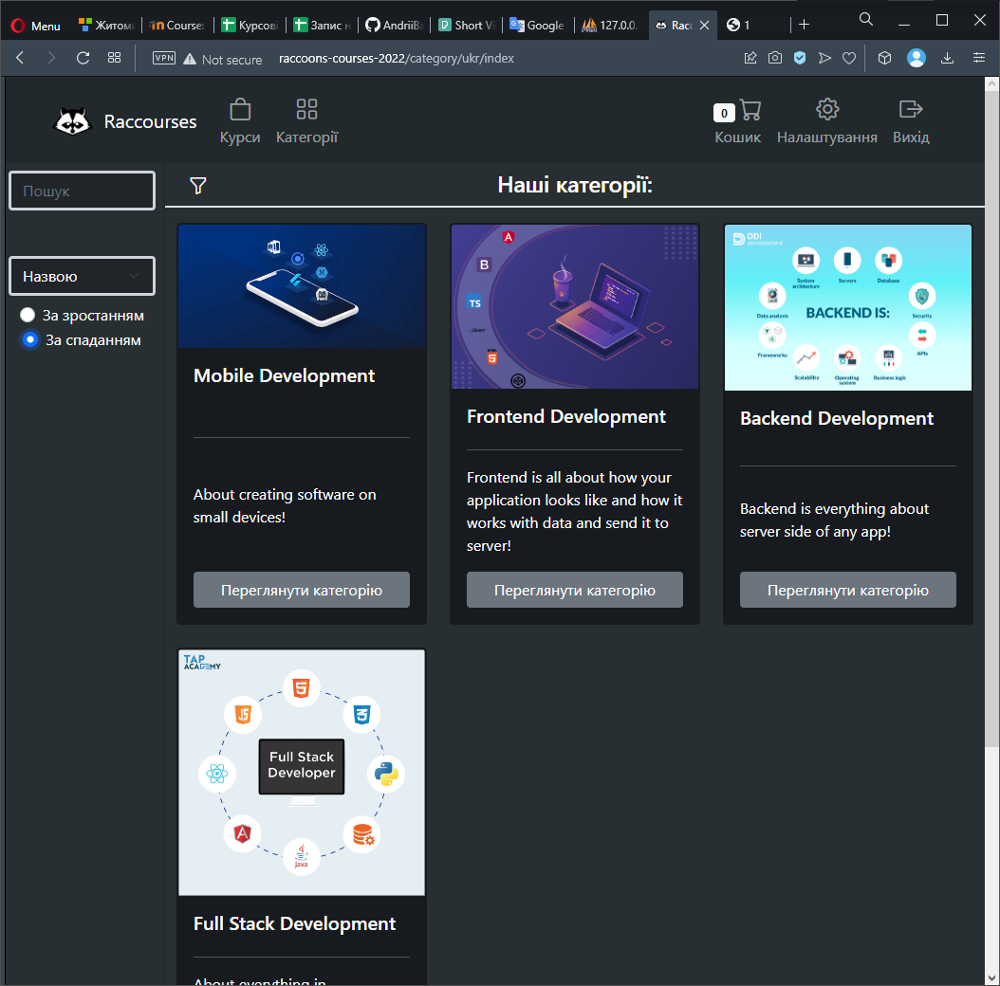 Menu
Житом
Course:
Курсові
Запис н
AndriiBa
Short Vi
Google
127.0.0.
Racc
1
VPN
Not secure
raccoons-courses-2022/category/ukr/index
Raccourses
Курси
Категорії
0
Кошик
Налаштування
Вихід
Пошук
Наші категорії:
Назвою
За зростанням
За спаданням
Mobile Development
About creating software on
small devices!
Переглянути категорію
TS
Frontend Development
Frontend is all about how your
application looks like and how it
works with data and send it to
server!
Переглянути категорію
DDI
development
System
architecture
Servers
Database
Data analysis
BACKEND IS:
Security
Frameworks
APIs
Scalability
Operating
system
Business logic
Backend Development
Backend is everything about
server side of any app!
Переглянути категорію
TAP
ACADEMY
JS
Full Stack
Developer
Java
Full Stack Development
About everything in